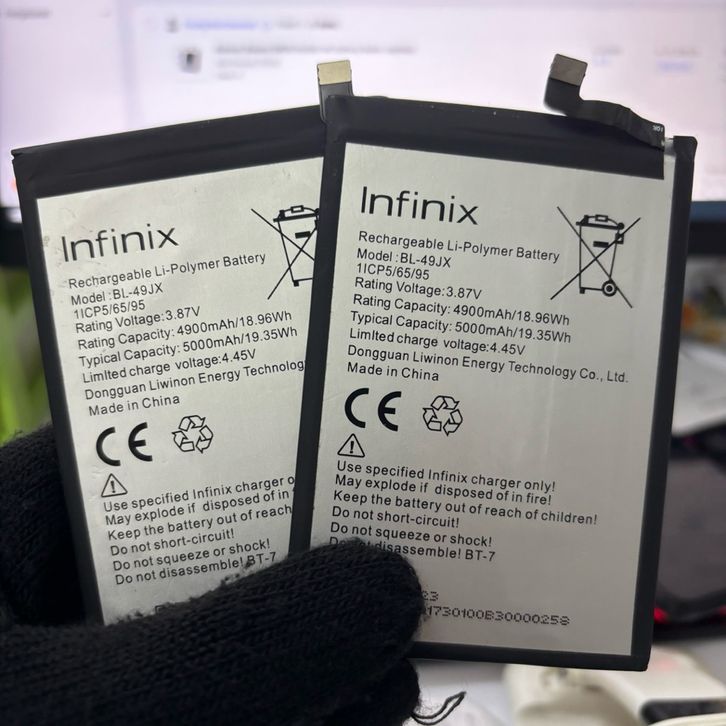 Infinix
Rechargeable Li-Polymer Battery
Model:BL-49JX
1ICP5/65/95
Rating Voltage:3.87V
Rating Capacity:4900mAh/18.96Wh
Typical Capacity:5000mAh/19.35Wh
LimIted charge voltage:4.45V
Dongguan Liwinon Energy Technolog
Made in China
CE
Use specified Infinix charger o
May explode if disposed of in
Keep the battery out of reach
Do not short-circuit!
Do not squeeze or shock!
Do not disassemble! BT-7
Infinix
Rechargeable Li-Polymer Battery
Model:BL-49JX
1ICP5/65/95
Rating Voltage:3.87V
Rating Capacity:4900mAh/18.96Wh
Typical Capacity:5000mAh/19.35Wh
LimIted charge voltage:4.45V
Dongguan Liwinon Energy Technology Co., Ltd.
Made in China
CE
Use specified Infinix charger only!
May explode if disposed of in fire!
Keep the battery out of reach of children!
Do not short-circuit!
Do not squeeze or shock!
Do not disassemble! BT-7
23
1730100B30000258